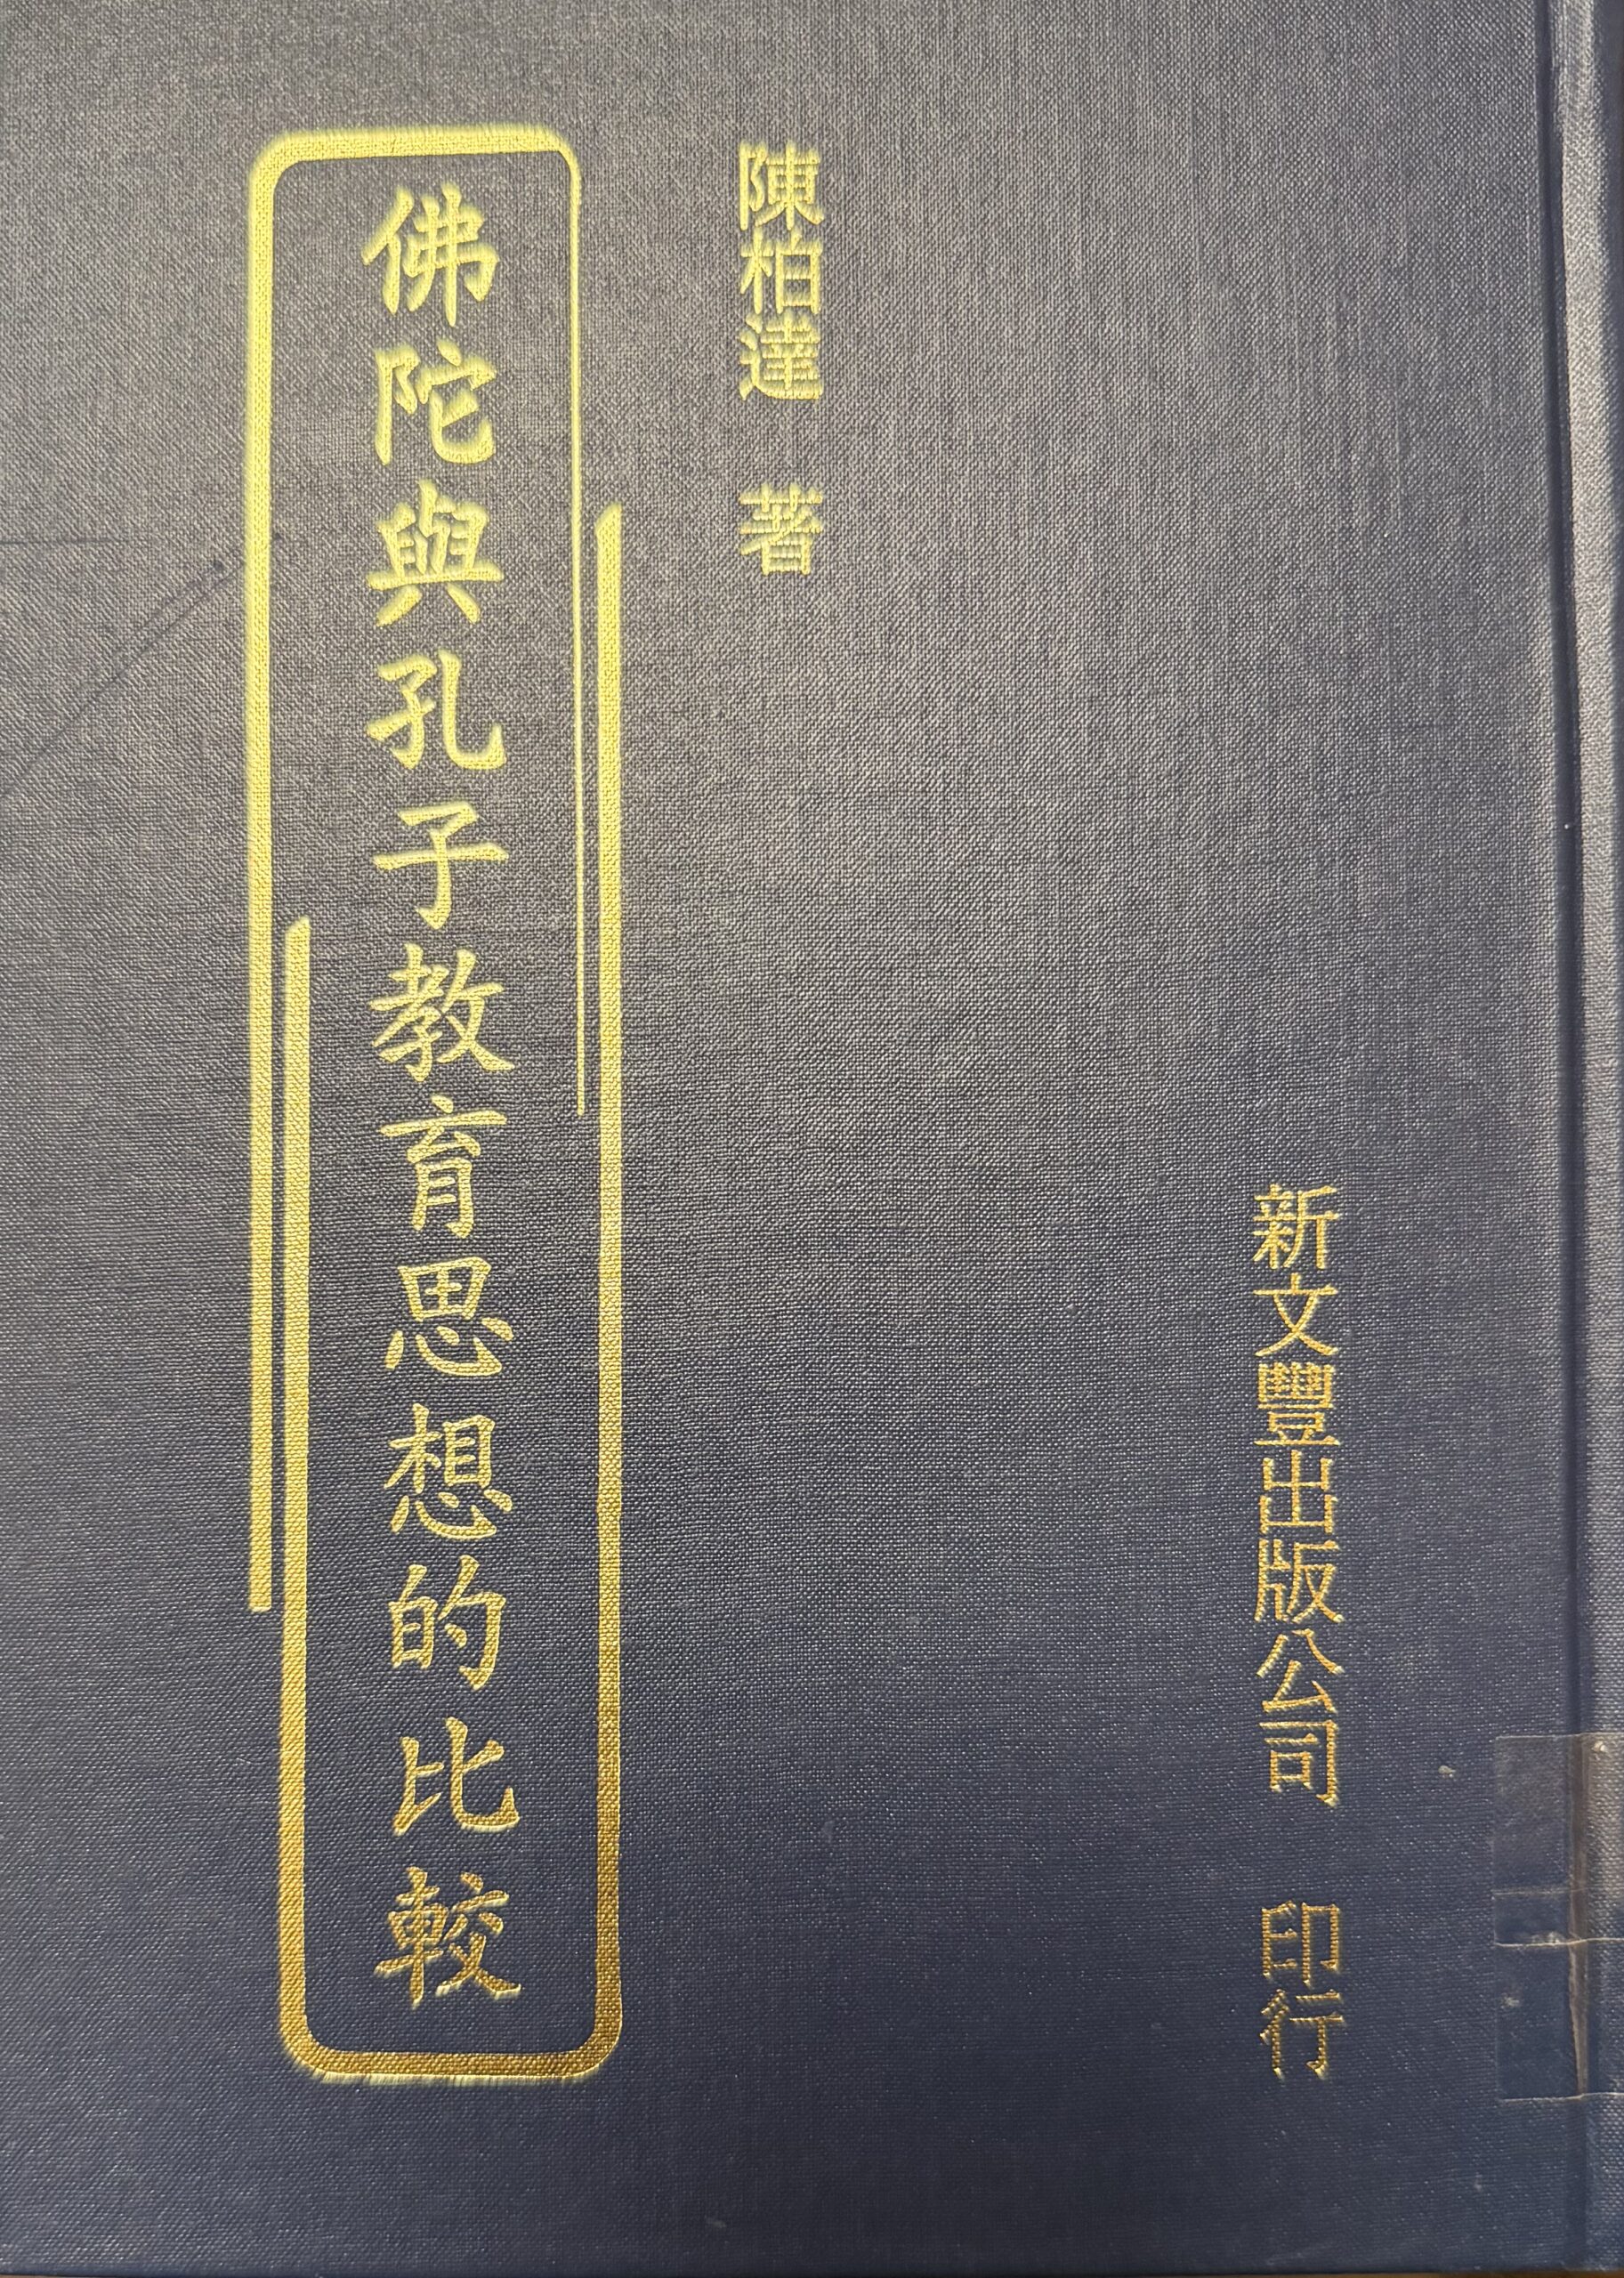 佛陀與孔子教育思想的比較
陳柏達 著
新文豐出版公司 印行